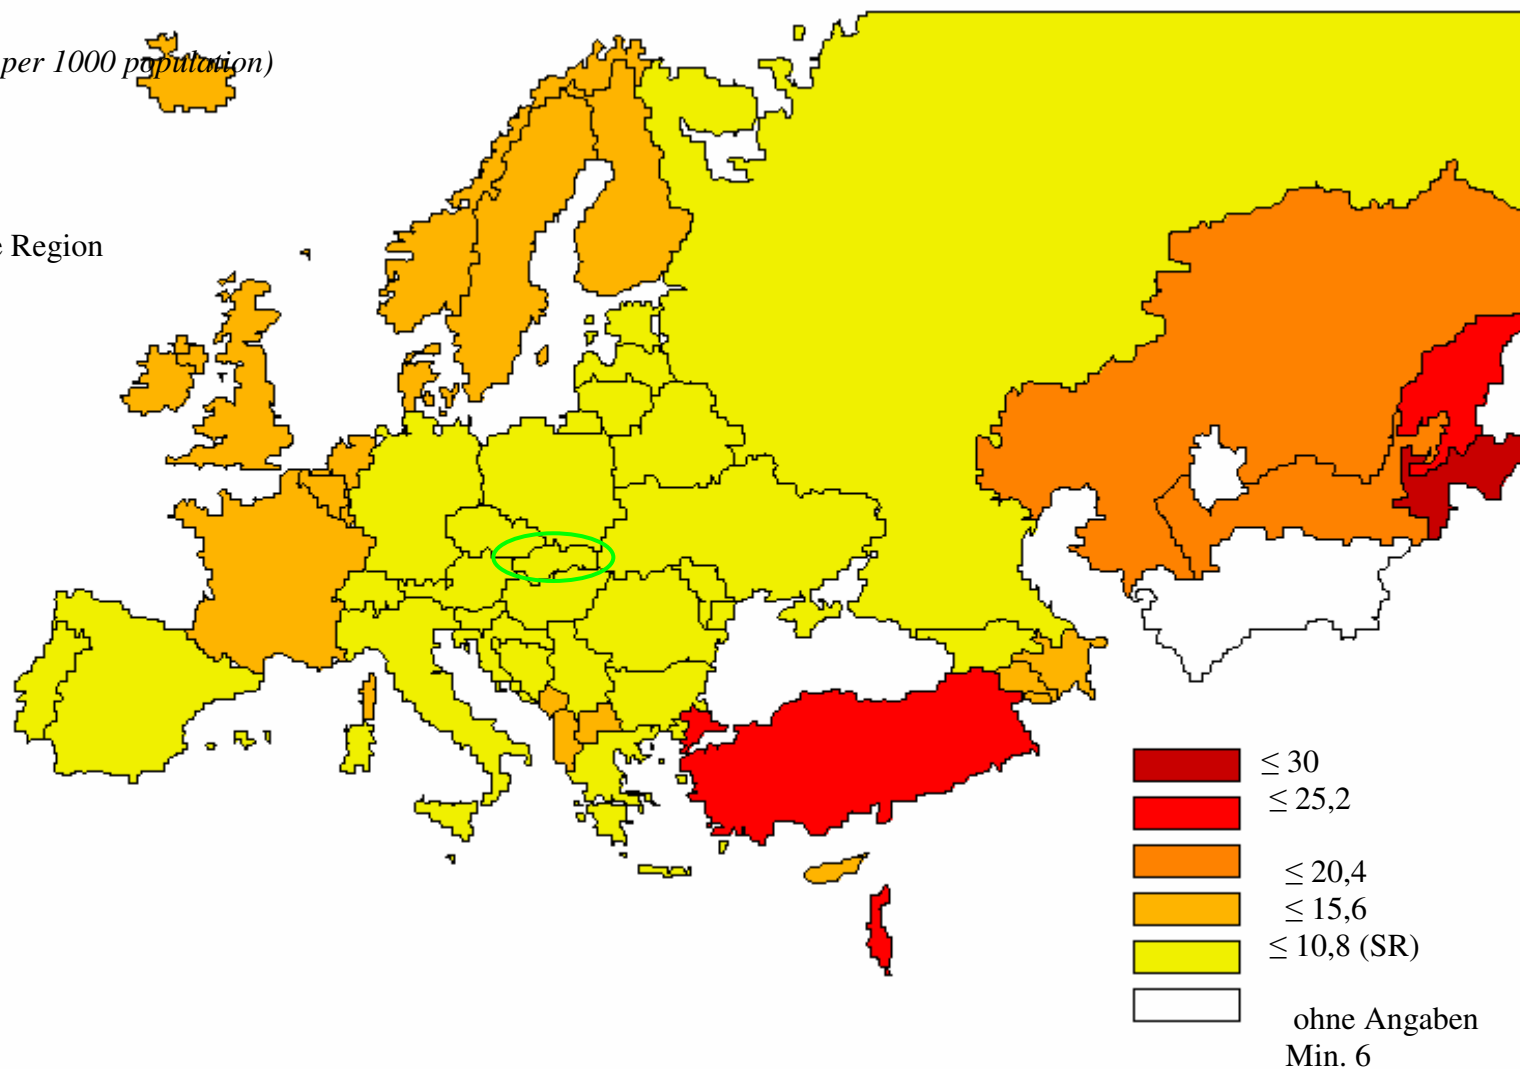 per 1000 population)
e Region
≤ 30
≤ 25,2
≤ 20,4
≤ 15,6
≤ 10,8 (SR)
ohne Angaben
Min. 6